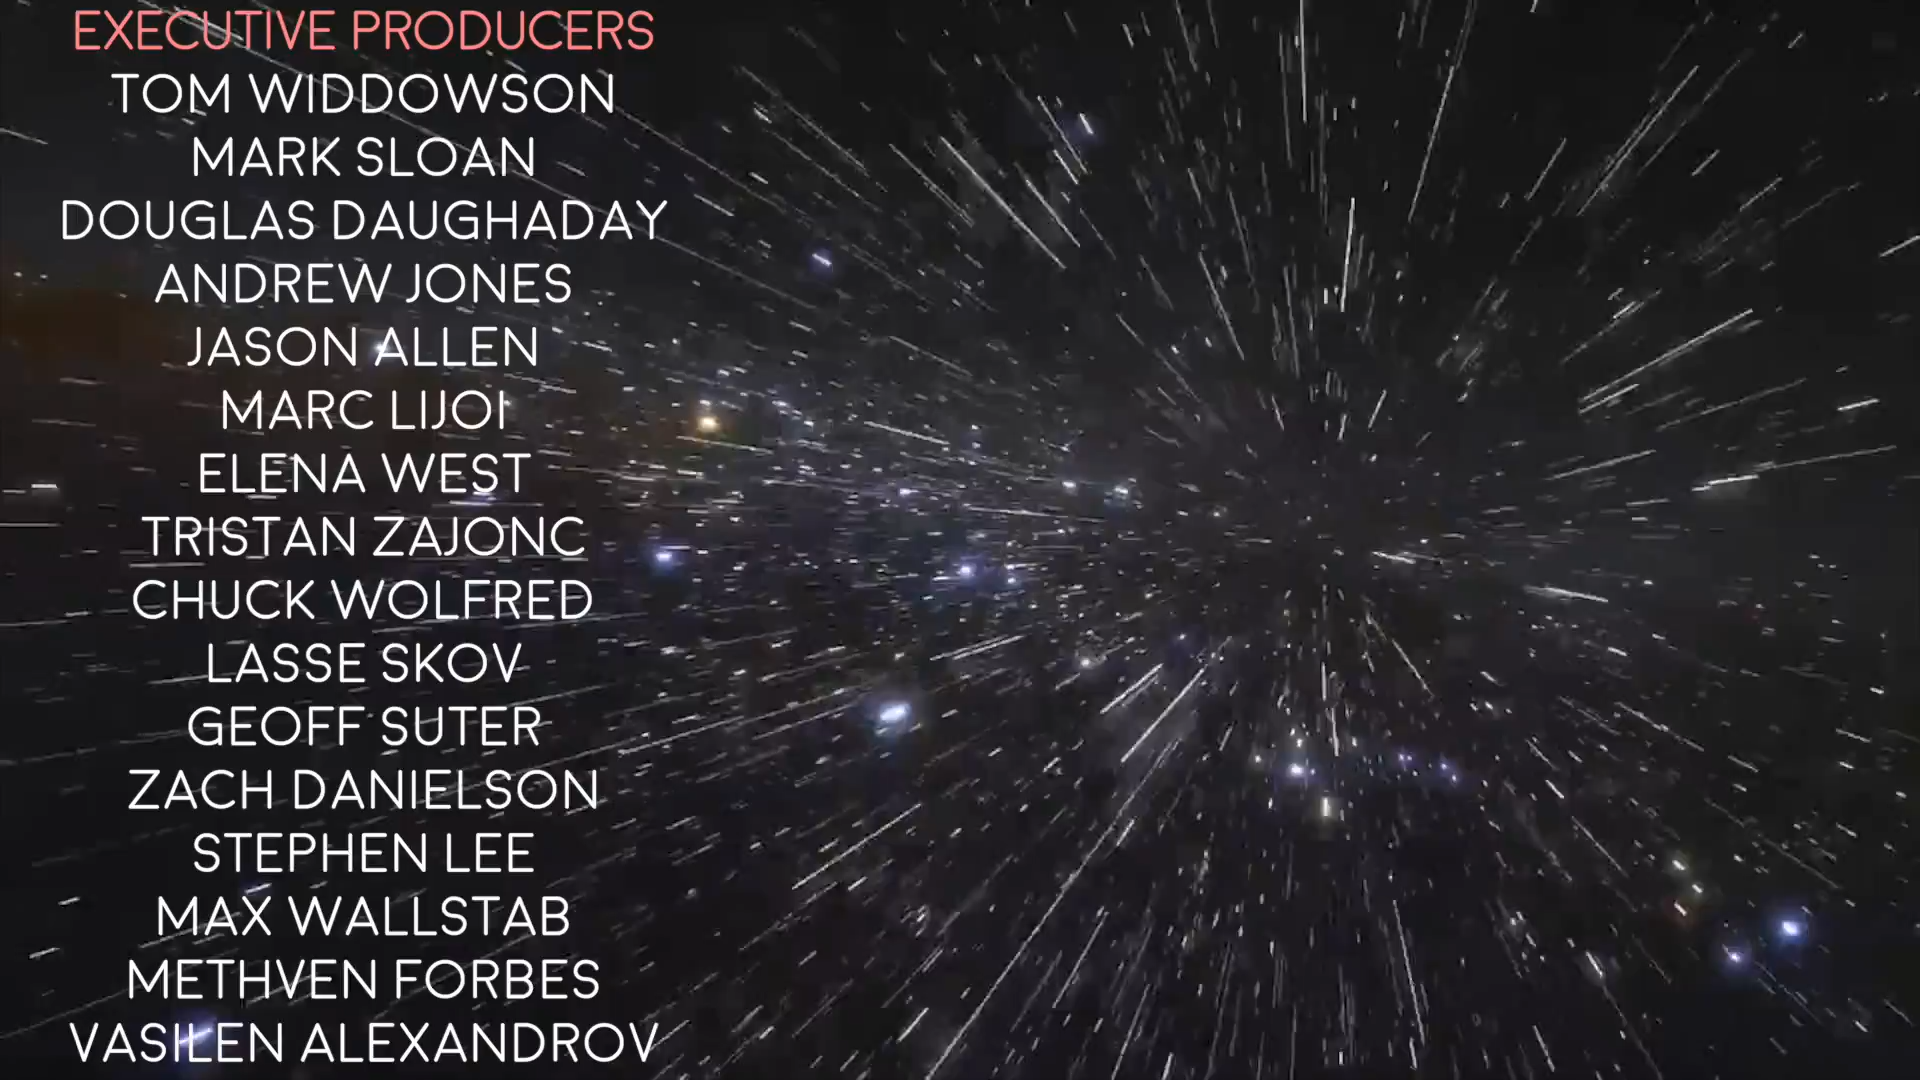 EXECUTIVE PRODUCERS
TOM WIDDOWSON
MARK SLOAN
DOUGLAS DAUGHADAY
ANDREW JONES
JASON ALLEN
MARC LIJOI
ELENA WEST
TRISTAN ZAJONC
CHUCK WOLFRED
LASSE SKOV
GEOFF SUTER
ZACH DANIELSON
STEPHEN LEE
MAX WALLSTAB
METHVEN FORBES
VASILEN ALEXANDROV